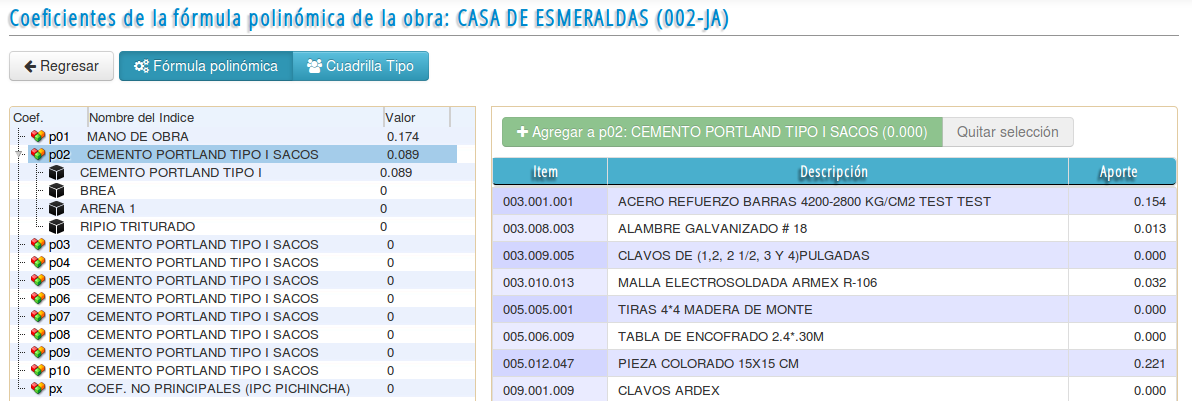 Coeficientes de la fórmula polinómica de la obra: CASA DE ESMERALDAS (002-JA)
Regresar Fórmula polinómica Cuadrilla Tipo
Coef. Nombre del Indice Valor
p01 MANO DE OBRA 0.174
p02 CEMENTO PORTLAND TIPO I SACOS 0.089
CEMENTO PORTLAND TIPO I 0.089
BREA 0
ARENA 1 0
RIPIO TRITURADO 0
p03 CEMENTO PORTLAND TIPO I SACOS 0
p04 CEMENTO PORTLAND TIPO I SACOS 0
p05 CEMENTO PORTLAND TIPO I SACOS 0
p06 CEMENTO PORTLAND TIPO I SACOS 0
p07 CEMENTO PORTLAND TIPO I SACOS 0
p08 CEMENTO PORTLAND TIPO I SACOS 0
p09 CEMENTO PORTLAND TIPO I SACOS 0
p10 CEMENTO PORTLAND TIPO I SACOS 0
px COEF. NO PRINCIPALES (IPC PICHINCHA) 0
Agregar a p02: CEMENTO PORTLAND TIPO I SACOS (0.000) Quitar selección
Item Descripción Aporte
003.001.001 ACERO REFUERZO BARRAS 4200-2800 KG/CM2 TEST TEST 0.154
003.008.003 ALAMBRE GALVANIZADO # 18 0.013
003.009.005 CLAVOS DE (1,2, 2 1/2, 3 Y 4)PULGADAS 0.000
003.010.013 MALLA ELECTROSOLDADA ARMEX R-106 0.032
005.005.001 TIRAS 4*4 MADERA DE MONTE 0.000
005.006.009 TABLA DE ENCOFRADO 2.4*.30M 0.000
005.012.047 PIEZA COLORADO 15X15 CM 0.221
009.001.009 CLAVOS ARDEX 0.000